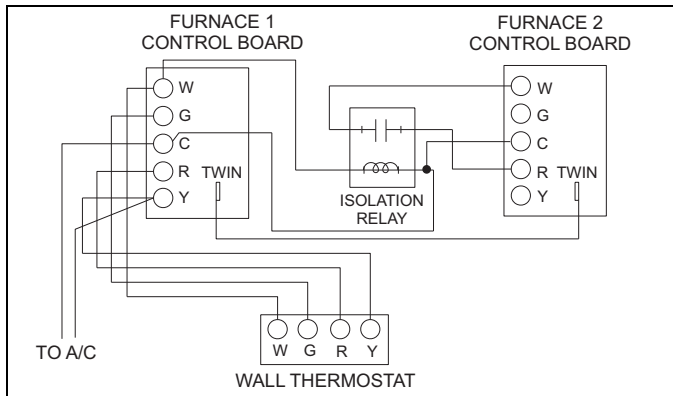 FURNACE 1
CONTROL BOARD
W
G
C
R
Y
TWIN
ISOLATION
RELAY
FURNACE 2
CONTROL BOARD
W
G
C
R
Y
TWIN
TO A/C
W G R Y
WALL THERMOSTAT